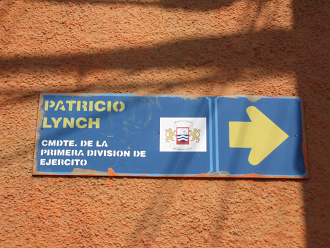 PATRICIO
LYNCH
CMDTE. DE LA
PRIMERA DIVISION DE
EJERCITO